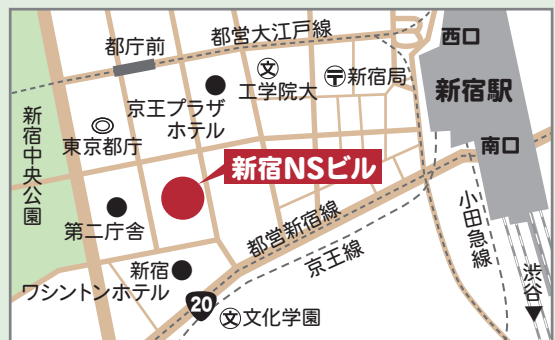 都営大江戸線
都庁前
西口
文
工学院大
〒
新宿局
新宿駅
京王プラザ
ホテル
新宿中央公園
東京都庁
南口
新宿NSビル
第二庁舎
小田急線
都営新宿線
京王線
新宿
ワシントンホテル
20
文
文化学園
渋谷